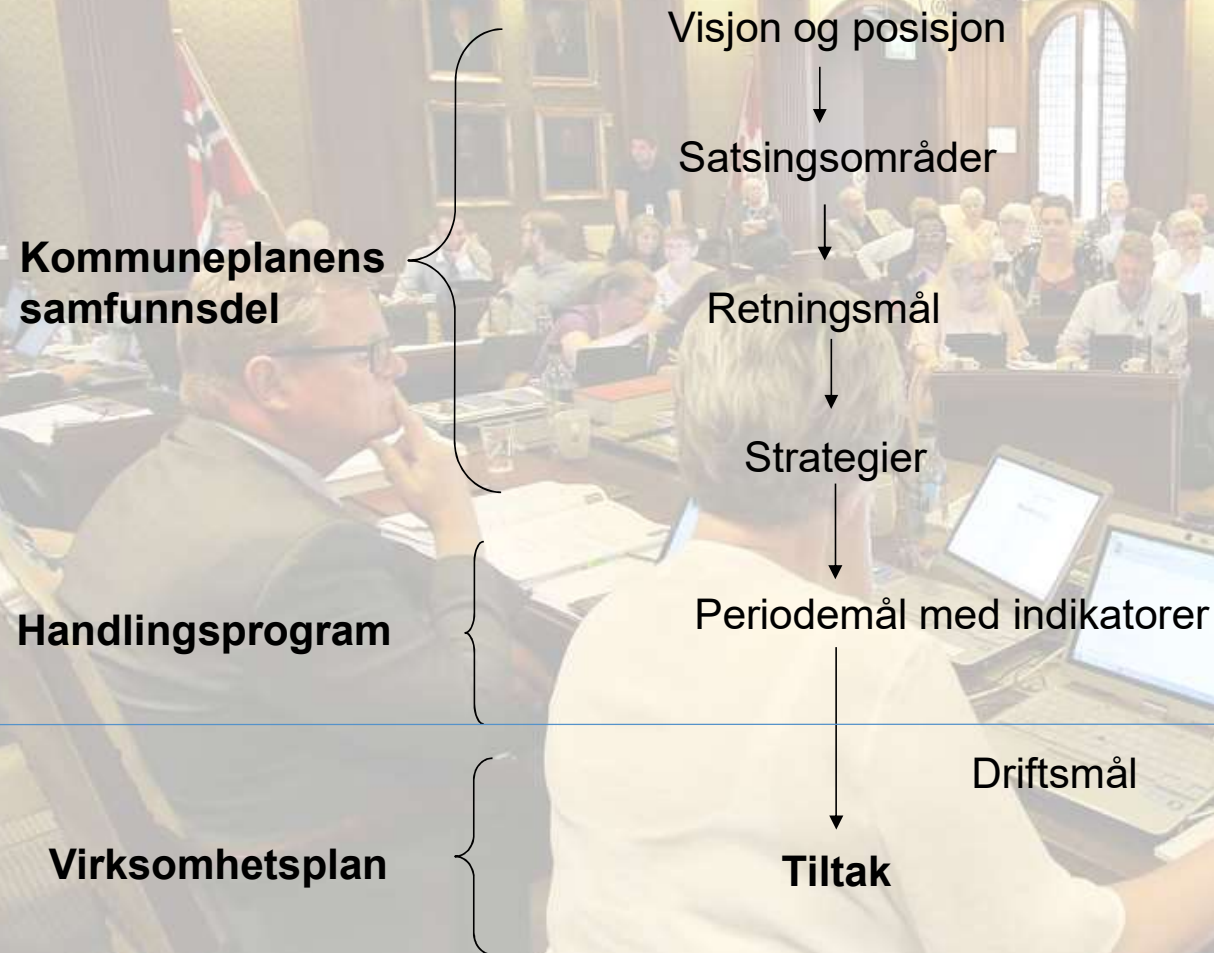 Visjon og posisjon
Satsingsområder
Kommuneplanens
samfunnsdel
Retningsmål
Strategier
Handlingsprogram
Periodemål med indikatorer
Driftsmål
Virksomhetsplan
Tiltak